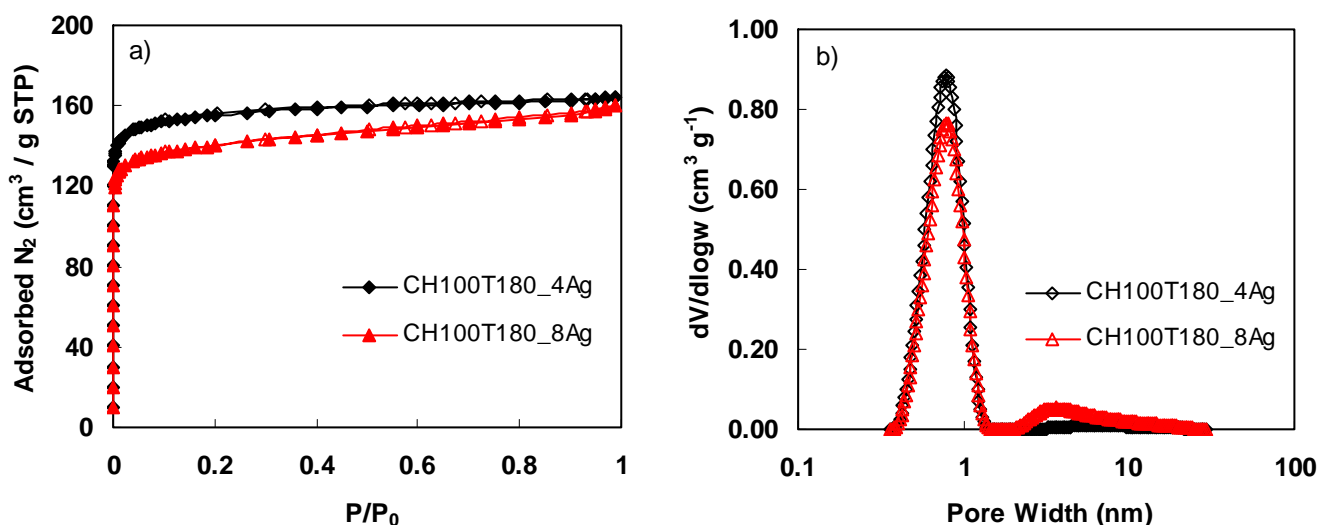 a)
Adsorbed N₂ (cm³ / g STP)
200
160
120
80
40
0
0
0.2
0.4
0.6
0.8
1
P/P₀
CH100T180_4Ag
CH100T180_8Ag
b)
dV/dlogw (cm³ g⁻¹)
1.00
0.80
0.60
0.40
0.20
0.00
0.1
1
10
100
Pore Width (nm)
CH100T180_4Ag
CH100T180_8Ag